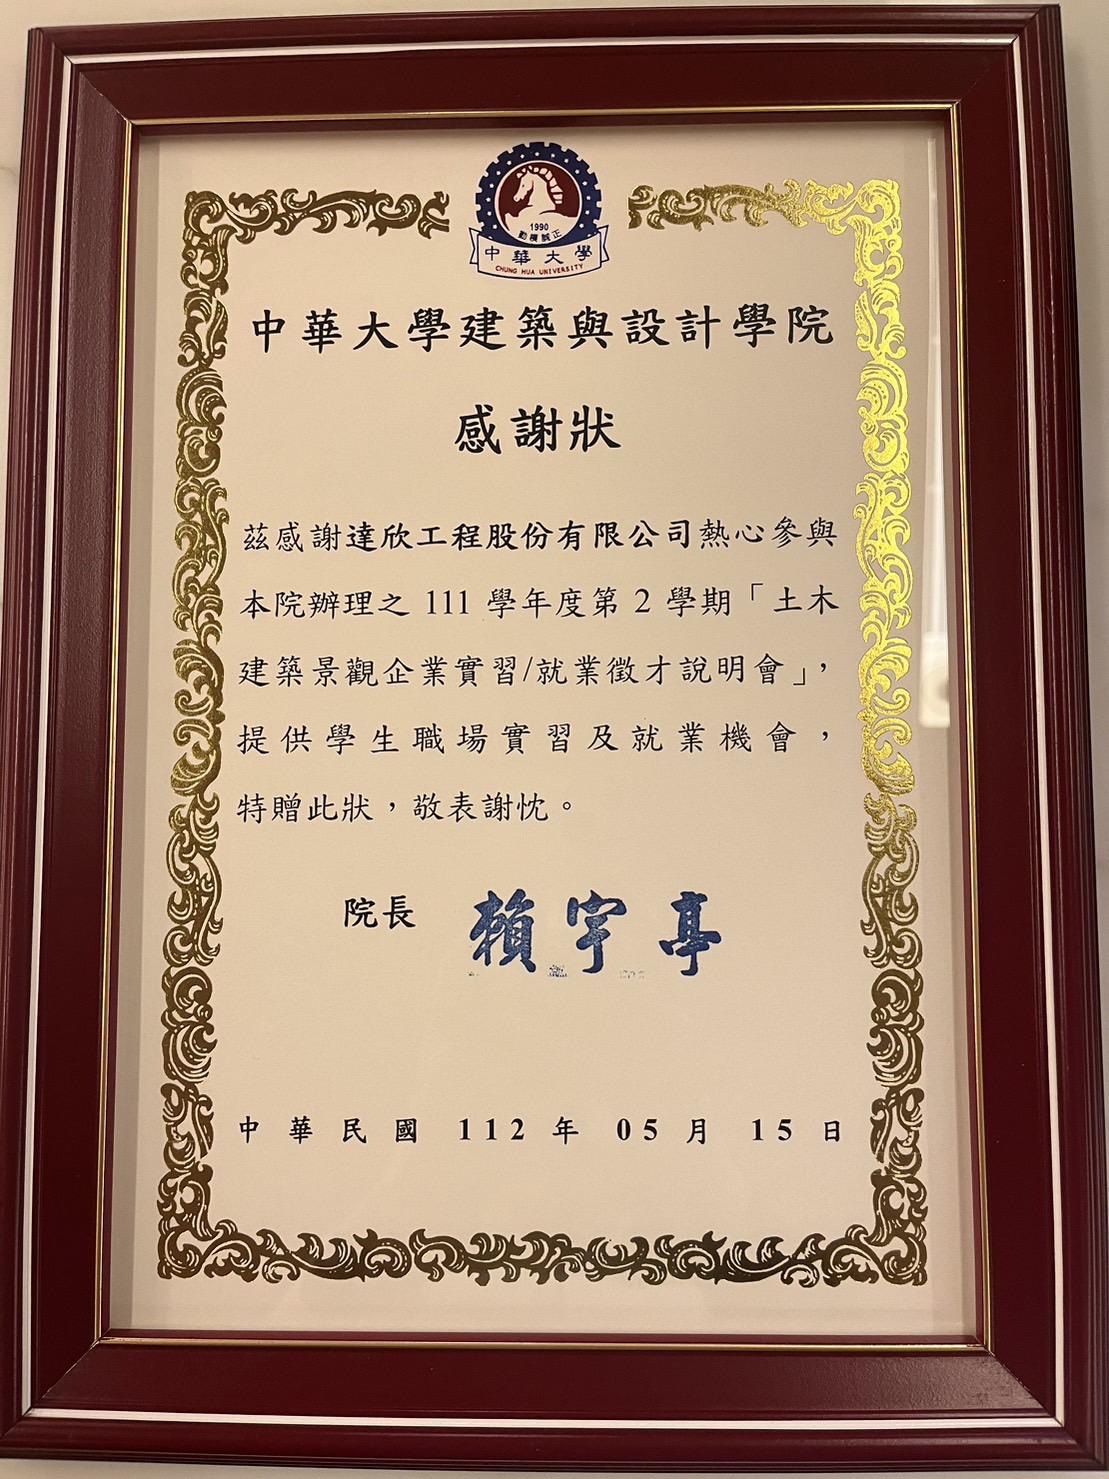 1990
勤樸誠正
中華大學
CHUNG HUA UNIVERSITY
中華大學建築與設計學院
感謝狀
茲感謝達欣工程股份有限公司熱心參與
本院辦理之 111 學年度第 2 學期「土木
建築景觀企業實習/就業徵才說明會」,
提供學生職場實習及就業機會，
特贈此狀，敬表謝忱。
院長 賴宇亭
中華民國 112 年 05 月 15 日